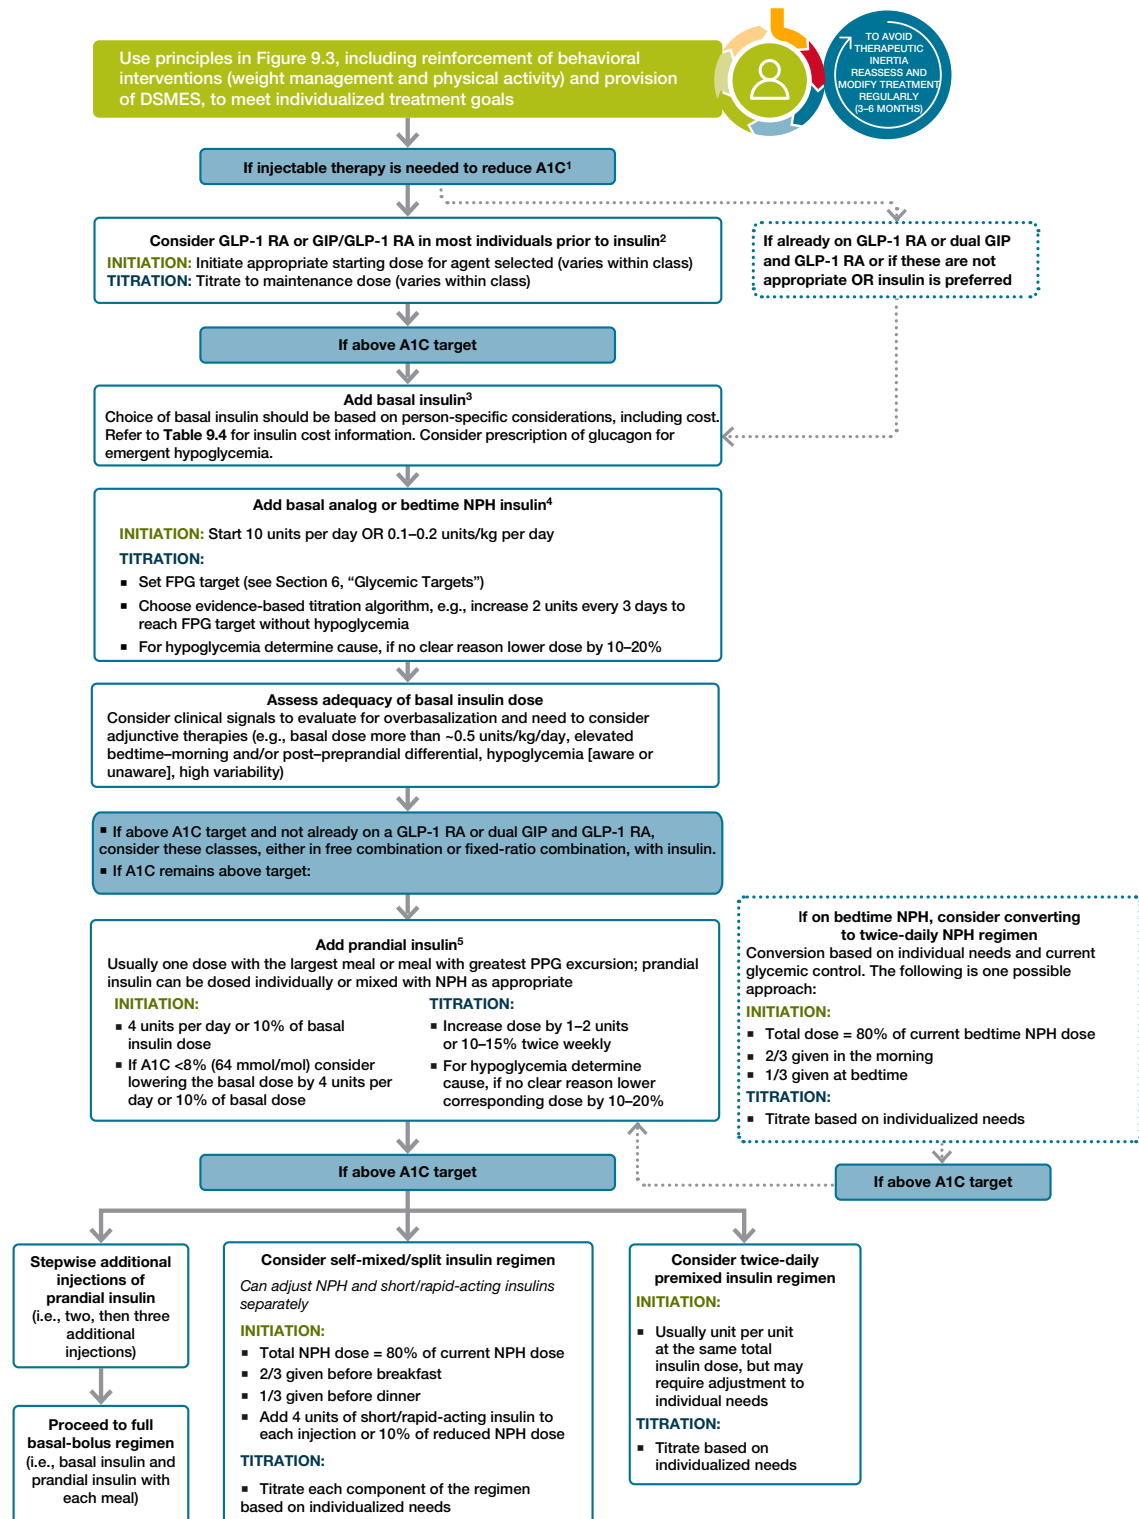 Use principles in Figure 9.3, including reinforcement of behavioral
interventions (weight management and physical activity) and provision
of DSMES, to meet individualized treatment goals
TO AVOID
THERAPEUTIC
INERTIA
REASSESS AND
MODIFY TREATMENT
REGULARLY
(3–6 MONTHS)
If injectable therapy is needed to reduce A1C¹
Consider GLP-1 RA or GIP/GLP-1 RA in most individuals prior to insulin²
INITIATION: Initiate appropriate starting dose for agent selected (varies within class)
TITRATION: Titrate to maintenance dose (varies within class)
If already on GLP-1 RA or dual GIP
and GLP-1 RA or if these are not
appropriate OR insulin is preferred
If above A1C target
Add basal insulin³
Choice of basal insulin should be based on person-specific considerations, including cost.
Refer to Table 9.4 for insulin cost information. Consider prescription of glucagon for
emergent hypoglycemia.
Add basal analog or bedtime NPH insulin⁴
INITIATION: Start 10 units per day OR 0.1–0.2 units/kg per day
TITRATION:
▪ Set FPG target (see Section 6, “Glycemic Targets”)
▪ Choose evidence-based titration algorithm, e.g., increase 2 units every 3 days to
reach FPG target without hypoglycemia
▪ For hypoglycemia determine cause, if no clear reason lower dose by 10–20%
Assess adequacy of basal insulin dose
Consider clinical signals to evaluate for overbasalization and need to consider
adjunctive therapies (e.g., basal dose more than ~0.5 units/kg/day, elevated
bedtime–morning and/or post–preprandial differential, hypoglycemia [aware or
unaware], high variability)
▪ If above A1C target and not already on a GLP-1 RA or dual GIP and GLP-1 RA,
consider these classes, either in free combination or fixed-ratio combination, with insulin.
▪ If A1C remains above target:
Add prandial insulin⁵
Usually one dose with the largest meal or meal with greatest PPG excursion; prandial
insulin can be dosed individually or mixed with NPH as appropriate
INITIATION:
▪ 4 units per day or 10% of basal
insulin dose
▪ If A1C <8% (64 mmol/mol) consider
lowering the basal dose by 4 units per
day or 10% of basal dose
TITRATION:
▪ Increase dose by 1–2 units
or 10–15% twice weekly
▪ For hypoglycemia determine
cause, if no clear reason lower
corresponding dose by 10–20%
If on bedtime NPH, consider converting
to twice-daily NPH regimen
Conversion based on individual needs and current
glycemic control. The following is one possible
approach:
INITIATION:
▪ Total dose = 80% of current bedtime NPH dose
▪ 2/3 given in the morning
▪ 1/3 given at bedtime
TITRATION:
▪ Titrate based on individualized needs
If above A1C target
If above A1C target
Stepwise additional
injections of
prandial insulin
(i.e., two, then three
additional
injections)
Proceed to full
basal-bolus regimen
(i.e., basal insulin and
prandial insulin with
each meal)
Consider self-mixed/split insulin regimen
Can adjust NPH and short/rapid-acting insulins
separately
INITIATION:
▪ Total NPH dose = 80% of current NPH dose
▪ 2/3 given before breakfast
▪ 1/3 given before dinner
▪ Add 4 units of short/rapid-acting insulin to
each injection or 10% of reduced NPH dose
TITRATION:
▪ Titrate each component of the regimen
based on individualized needs
Consider twice-daily
premixed insulin regimen
INITIATION:
▪ Usually unit per unit
at the same total
insulin dose, but may
require adjustment to
individual needs
TITRATION:
▪ Titrate based on
individualized needs